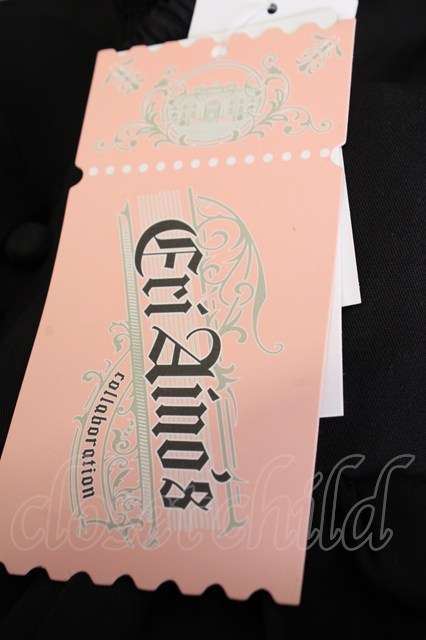 Eri Aino's
collaboration
closet child